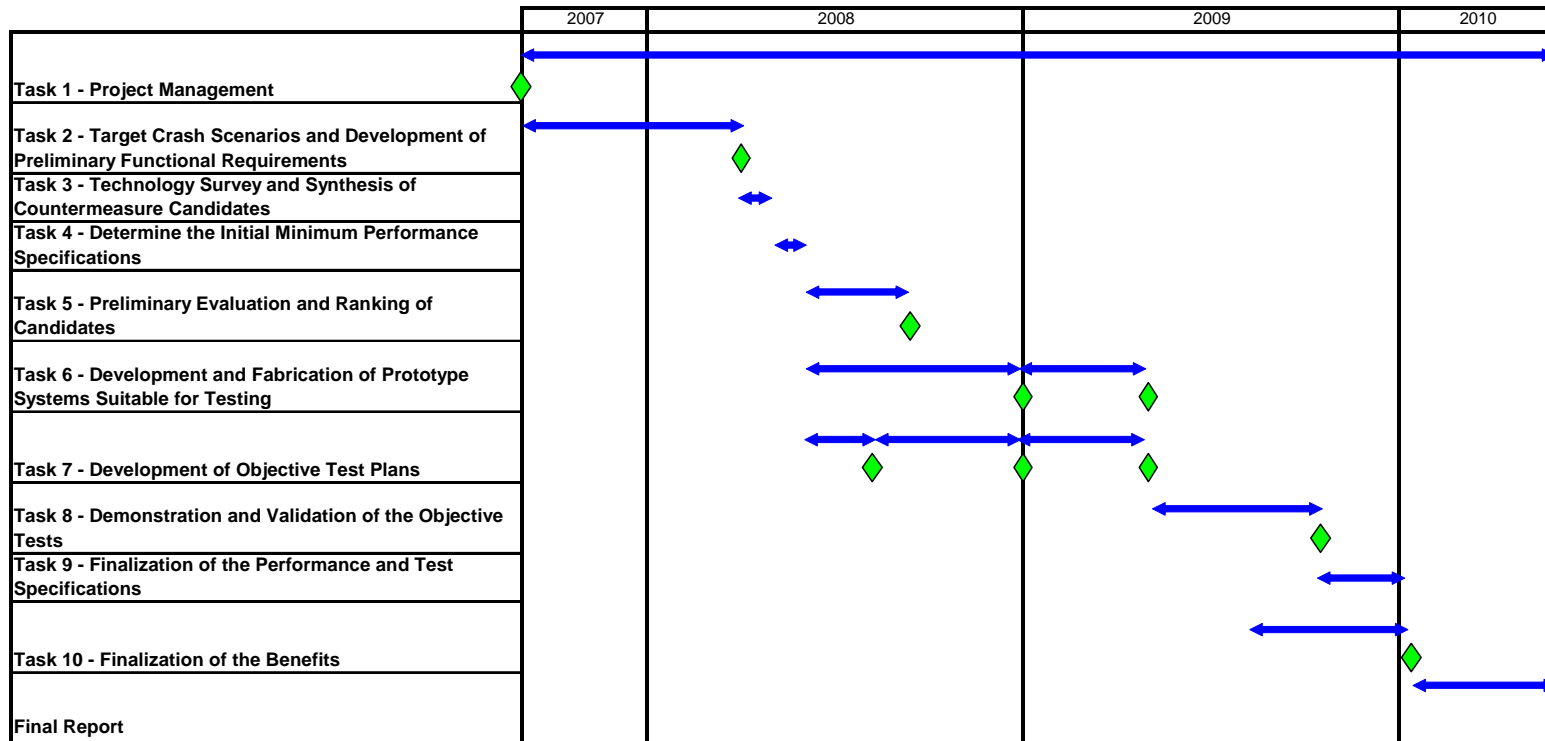 2007 2008 2009 2010
Task 1 - Project Management
Task 2 - Target Crash Scenarios and Development of
Preliminary Functional Requirements
Task 3 - Technology Survey and Synthesis of
Countermeasure Candidates
Task 4 - Determine the Initial Minimum Performance
Specifications
Task 5 - Preliminary Evaluation and Ranking of
Candidates
Task 6 - Development and Fabrication of Prototype
Systems Suitable for Testing
Task 7 - Development of Objective Test Plans
Task 8 - Demonstration and Validation of the Objective
Tests
Task 9 - Finalization of the Performance and Test
Specifications
Task 10 - Finalization of the Benefits
Final Report